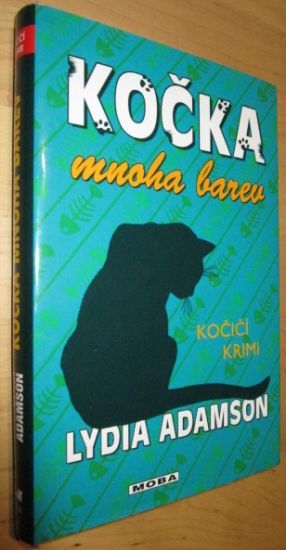 KOČKA
mnoha barev
KOČIČÍ
KRIMI
LYDIA ADAMSON
MOBA
ADAMSON
KOČKA MNOHA BAREV